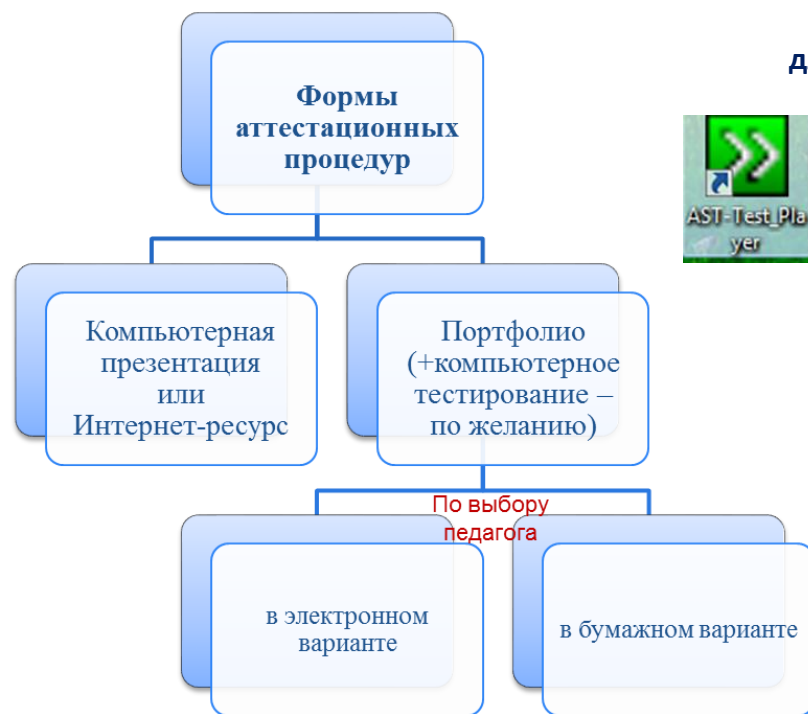 Формы
аттестационных
процедур
д
AST-Test_Pla
yer
Компьютерная
презентация
или
Интернет-ресурс
Портфолио
(+компьютерное
тестирование –
по желанию)
По выбору
педагога
в электронном
варианте
в бумажном варианте